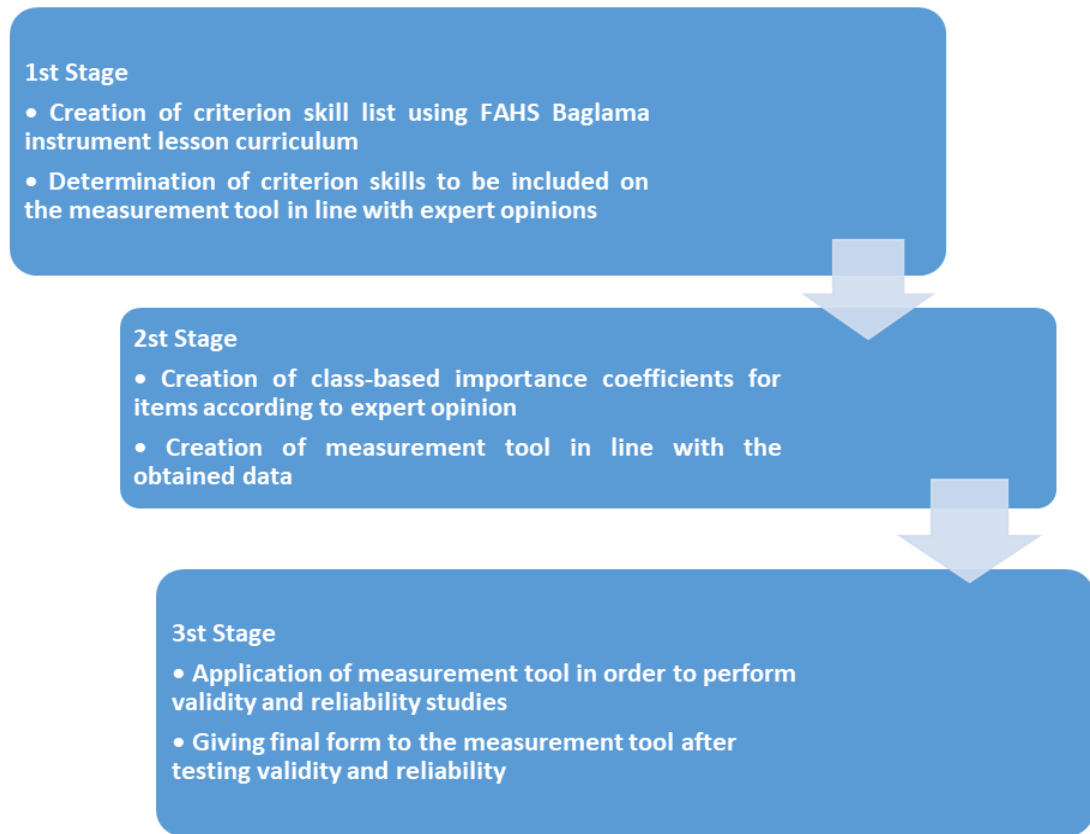 1st Stage
• Creation of criterion skill list using FAHS Baglama
instrument lesson curriculum
• Determination of criterion skills to be included on
the measurement tool in line with expert opinions
2st Stage
• Creation of class-based importance coefficients for
items according to expert opinion
• Creation of measurement tool in line with the
obtained data
3st Stage
• Application of measurement tool in order to perform
validity and reliability studies
• Giving final form to the measurement tool after
testing validity and reliability